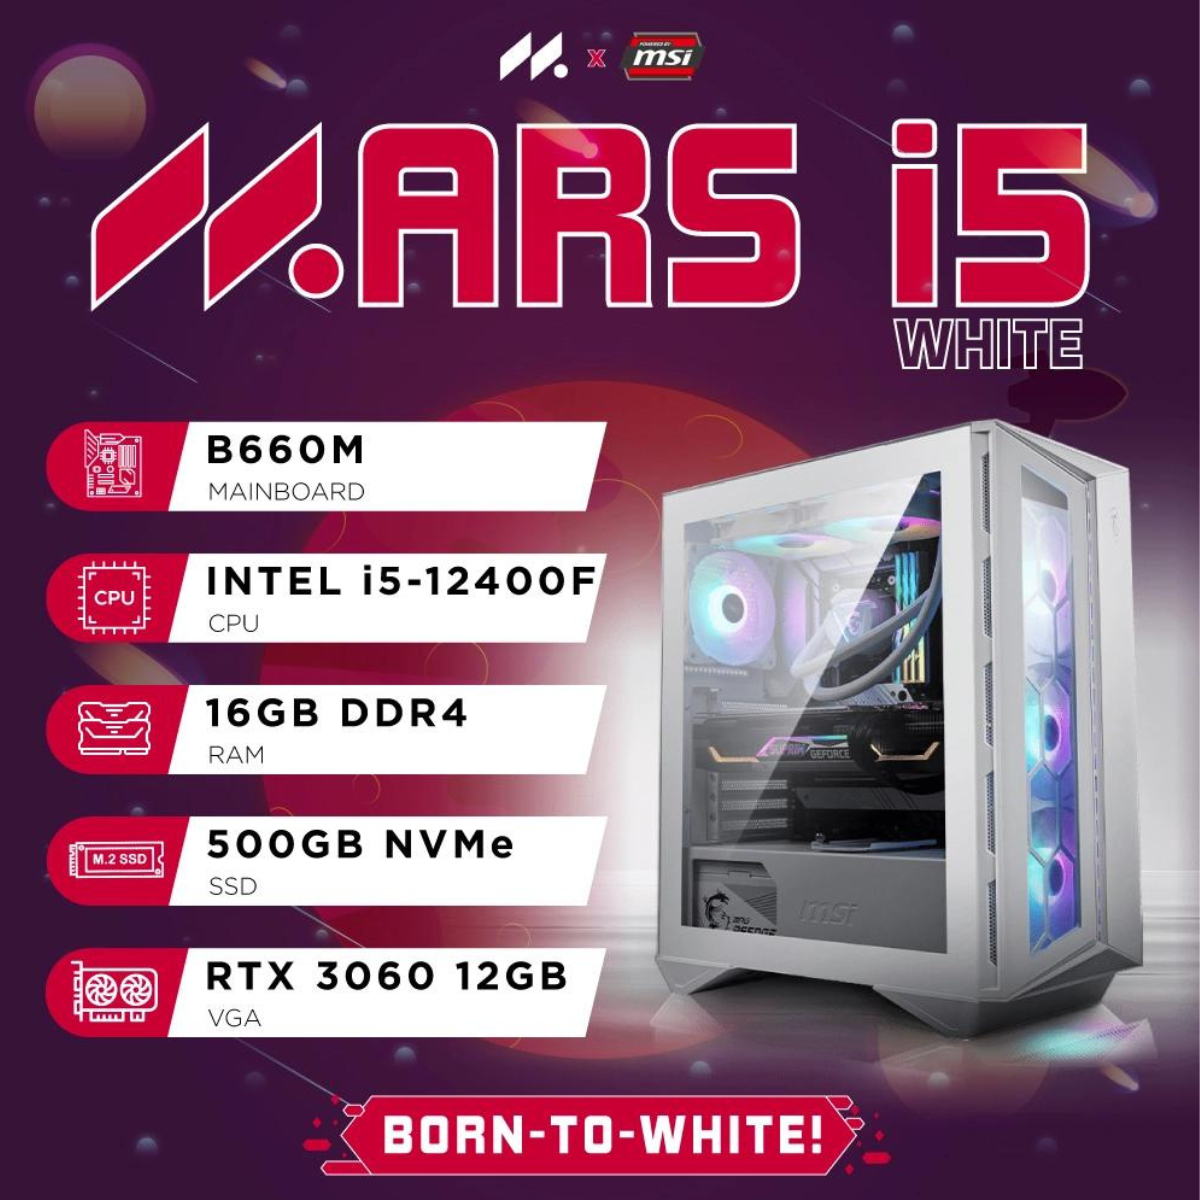 M. X POWERED BY msi
MARS i5
WHITE
B660M
MAINBOARD
INTEL i5-12400F
CPU
CPU
16GB DDR4
RAM
M.2 SSD
500GB NVMe
SSD
RTX 3060 12GB
VGA
SUPRIM GEFORCE
msi
BORN-TO-WHITE!